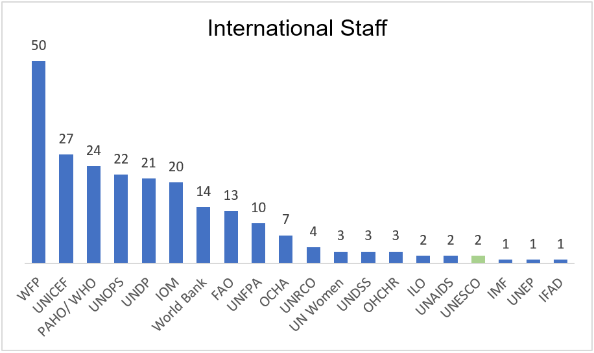 International Staff
50
27
24
22
21
20
14
13
10
7
4
3
3
3
2
2
2
1
1
1
WFP
UNICEF
PAHO/ WHO
UNOPS
UNDP
IOM
World Bank
FAO
UNFPA
OCHA
UNRCO
UN Women
UNDSS
OHCHR
ILO
UNAIDS
UNESCO
IMF
UNEP
IFAD